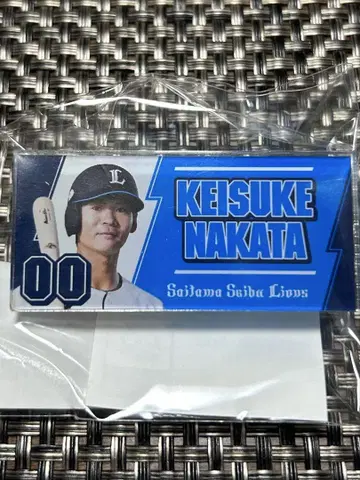 L
KEISUKE
NAKATA
00
Saitama Seibu Lions